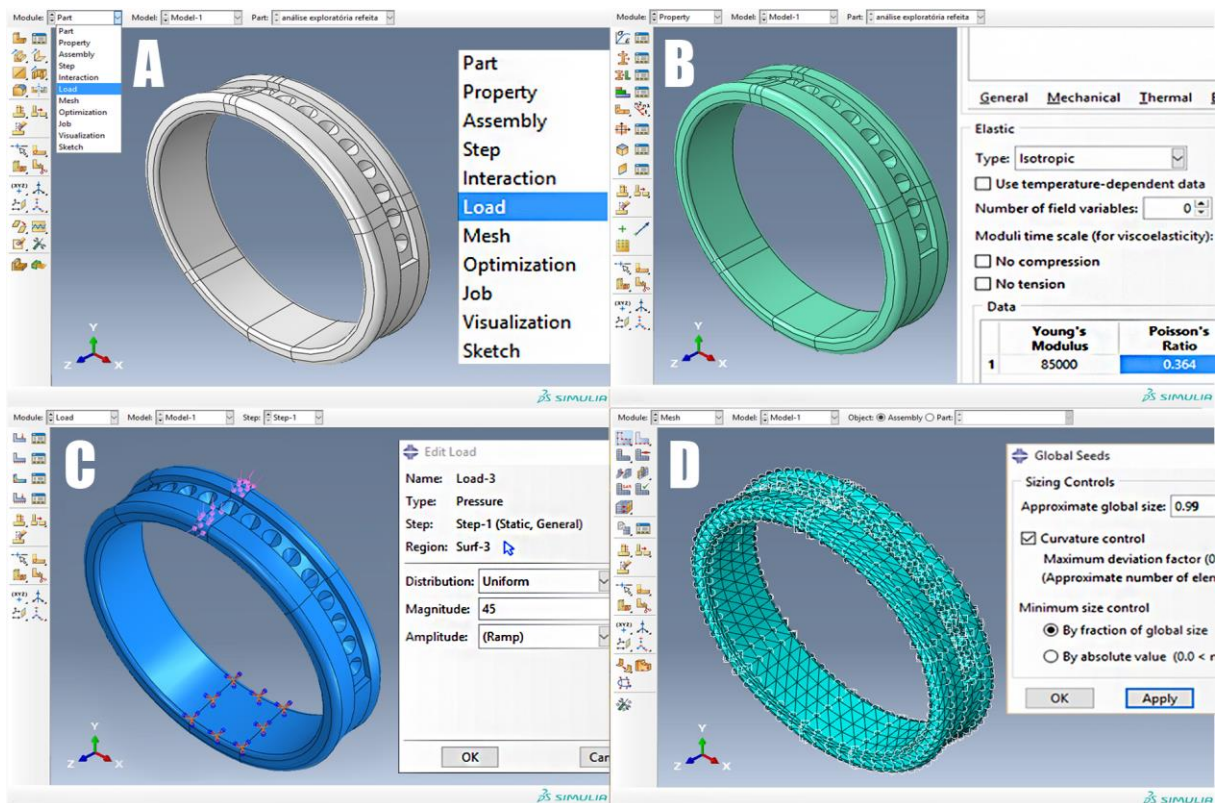 Module: Part Model: Model-1 Part: análise exploratória refeita
Part
Property
Assembly
Step
Interaction
Load
Mesh
Optimization
Job
Visualization
Sketch
A
Part
Property
Assembly
Step
Interaction
Load
Mesh
Optimization
Job
Visualization
Sketch
(XYZ)
Y
Z X
SIMULIA
Module: Property Model: Model-1 Part: análise exploratória refeita
B
General Mechanical Thermal E
Elastic
Type: Isotropic
Use temperature-dependent data
Number of field variables: 0
Moduli time scale (for viscoelasticity):
No compression
No tension
Data
Young's Modulus
Poisson's Ratio
1 85000 0.364
(XYZ)
Y
Z X
SIMULIA
Module: Load Model: Model-1 Step: Step-1
C
Edit Load
Name: Load-3
Type: Pressure
Step: Step-1 (Static, General)
Region: Surf-3
Distribution: Uniform
Magnitude: 45
Amplitude: (Ramp)
OK Can
(XYZ)
Y
Z X
SIMULIA
Module: Mesh Model: Model-1 Object: Assembly Part:
D
Global Seeds
Sizing Controls
Approximate global size: 0.99
Curvature control
Maximum deviation factor (0
(Approximate number of elen
Minimum size control
By fraction of global size
By absolute value (0.0 <
OK Apply
(XYZ)
Y
Z X
SIMULIA